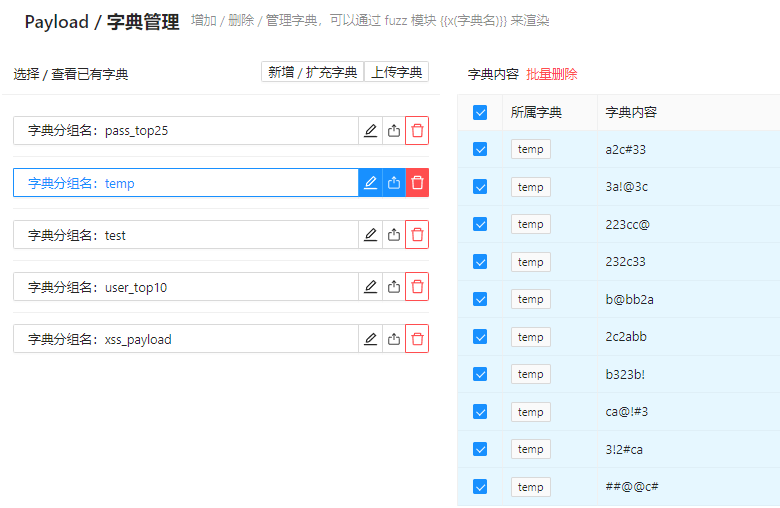 Payload / 字典管理 增加 / 删除 / 管理字典，可以通过 fuzz 模块 {{x(字典名)}} 来渲染
选择 / 查看已有字典 新增 / 扩充字典 上传字典
字典分组名：pass_top25
字典分组名：temp
字典分组名：test
字典分组名：user_top10
字典分组名：xss_payload
字典内容 批量删除
所属字典 字典内容
temp a2c#33
temp 3a!@3c
temp 223cc@
temp 232c33
temp b@bb2a
temp 2c2abb
temp b323b!
temp ca@!#3
temp 3!2#ca
temp ##@@c#